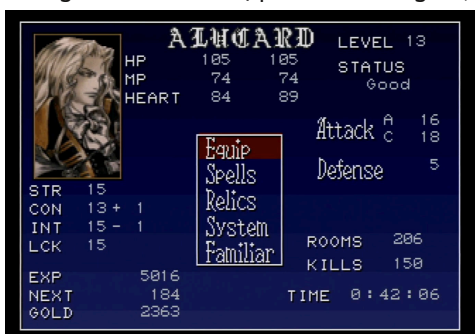 ALUCARD LEVEL 13
HP 105 105 STATUS
MP 74 74 Good
HEART 84 89
Attack A 16
C 18
Equip
Spells
Relics
System
Familiar
Defense 5
STR 15
CON 13 + 1
INT 15 - 1
LCK 15
ROOMS 206
KILLS 150
EXP 5016
NEXT 184
GOLD 2363
TIME 0:42:06